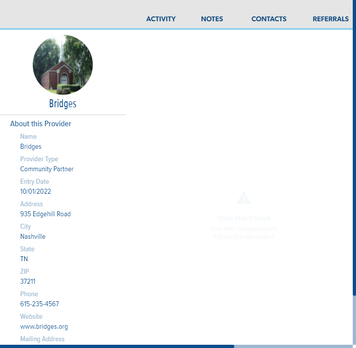 ACTIVITY NOTES CONTACTS REFERRALS
Bridges
About this Provider
Name
Bridges
Provider Type
Community Partner
Entry Date
10/01/2022
Address
935 Edgehill Road
City
Nashville
State
TN
ZIP
37211
Phone
615-235-4567
Website
www.bridges.org
Mailing Address